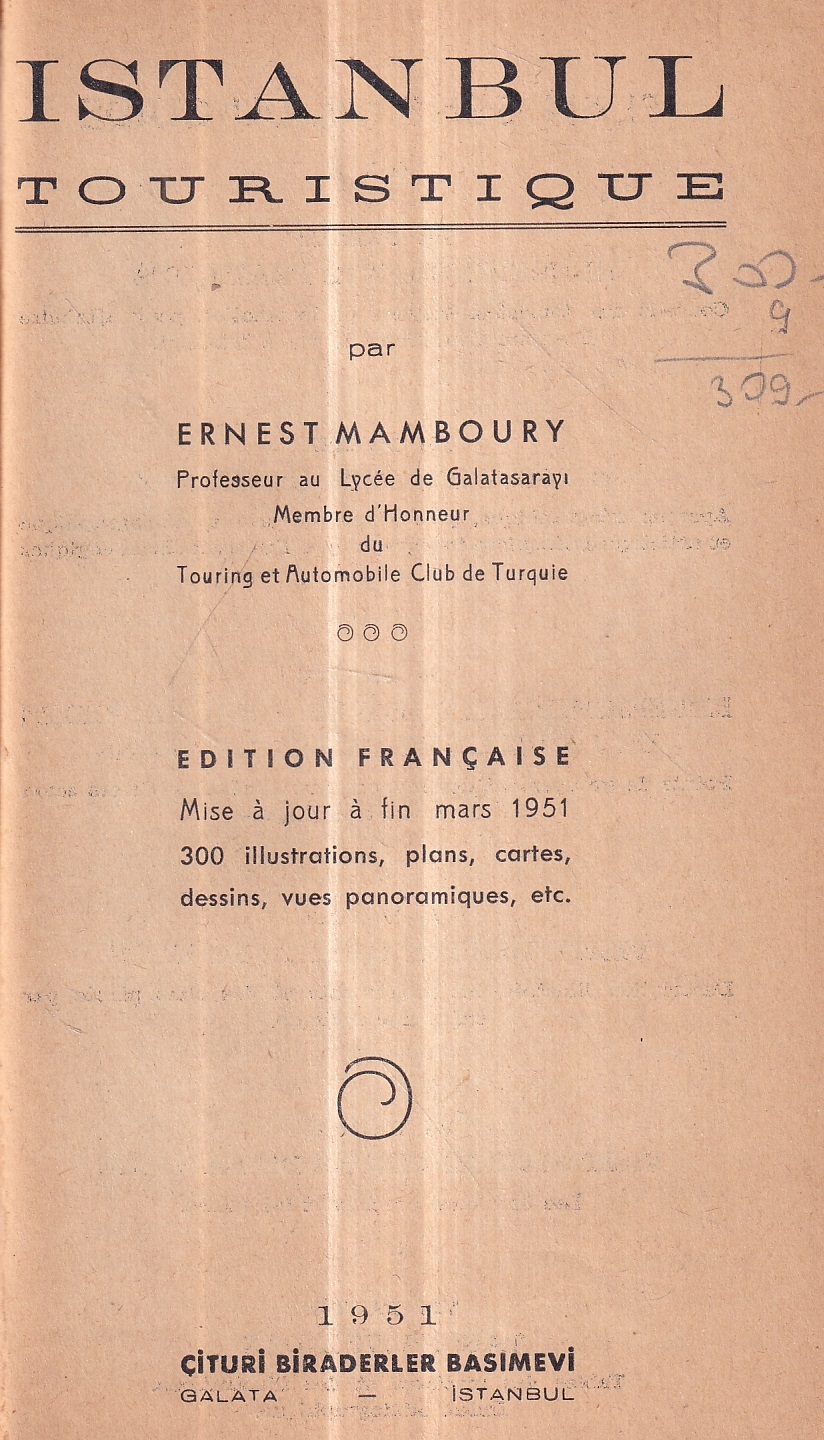 ISTANBUL
TOURISTIQUE
300-
9
309-
par
ERNEST MAMBOURY
Professeur au Lycée de Galatasarayı
Membre d'Honneur
du
Touring et Automobile Club de Turquie
EDITION FRANÇAISE
Mise à jour à fin mars 1951
300 illustrations, plans, cartes,
dessins, vues panoramiques, etc.
1951
ÇİTURİ BİRADERLER BASIMEVİ
GALATA — İSTANBUL